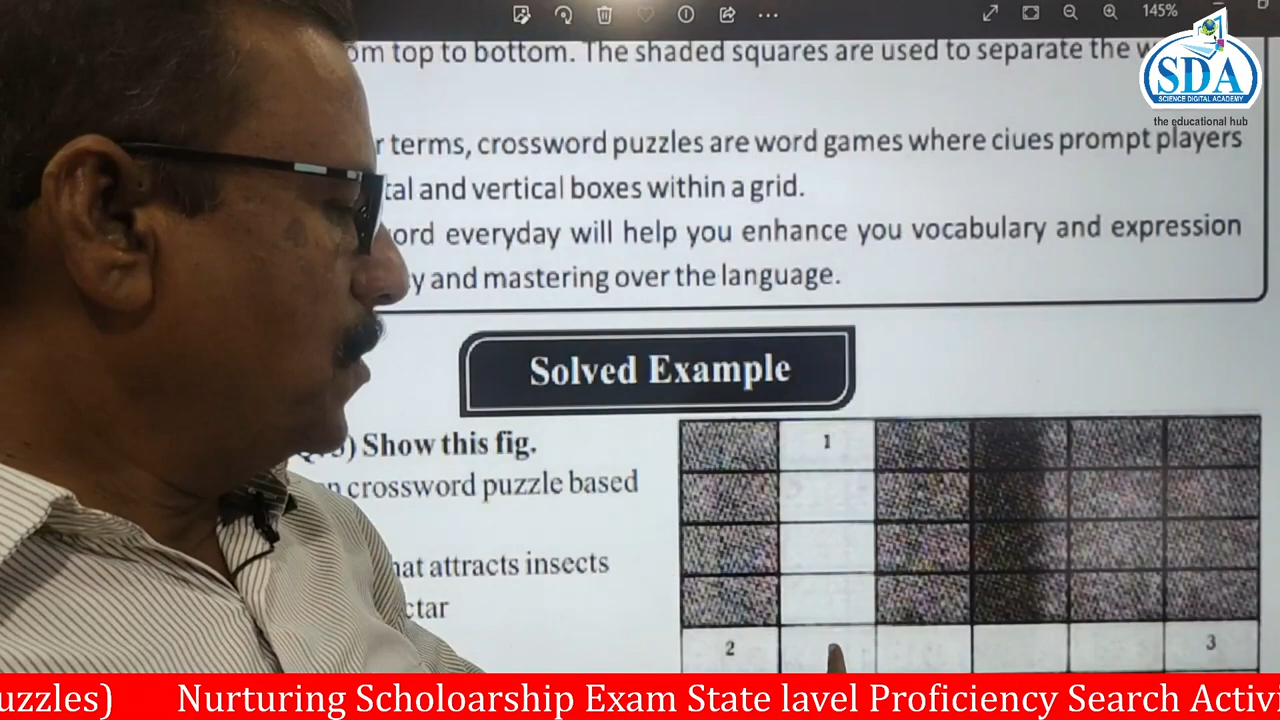 145%
om top to bottom. The shaded squares are used to separate the
SDA
SCIENCE DIGITAL ACADEMY
the educational hub
r terms, crossword puzzles are word games where ciues prompt players
tal and vertical boxes within a grid.
ord everyday will help you enhance you vocabulary and expression
y and mastering over the language.
Solved Example
) Show this fig.
n crossword puzzle based
hat attracts insects
ctar
1
2
3
uzzles) Nurturing Scholoarship Exam State lavel Proficiency Search Activi